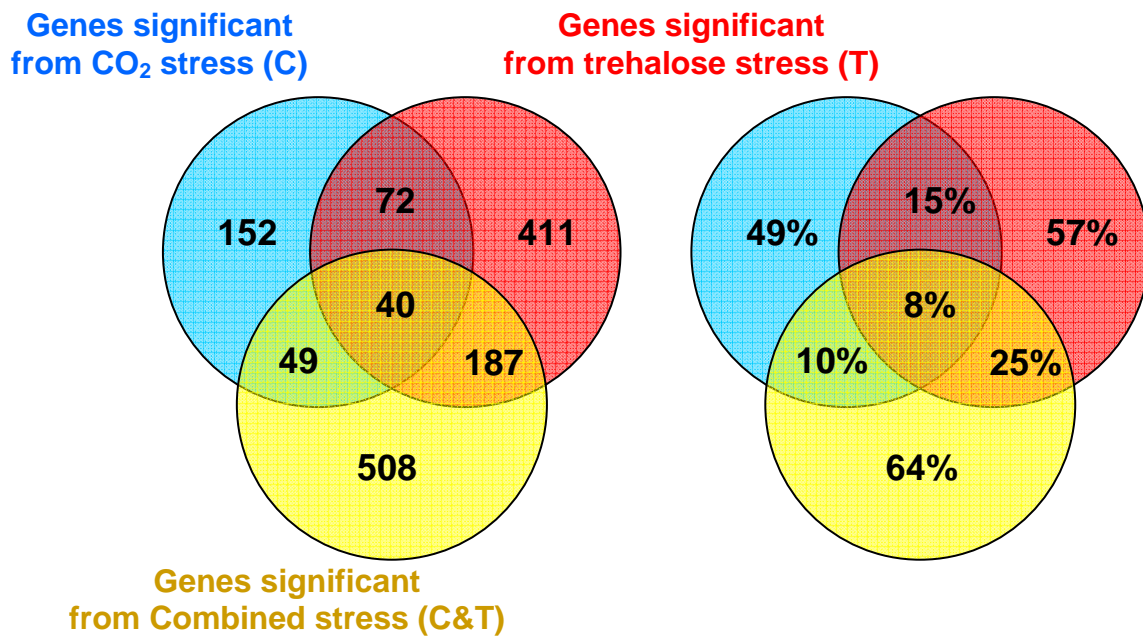 Genes significant
from CO₂ stress (C)
Genes significant
from trehalose stress (T)
72
152
411
40
49
187
508
15%
49%
57%
8%
10%
25%
64%
Genes significant
from Combined stress (C&T)